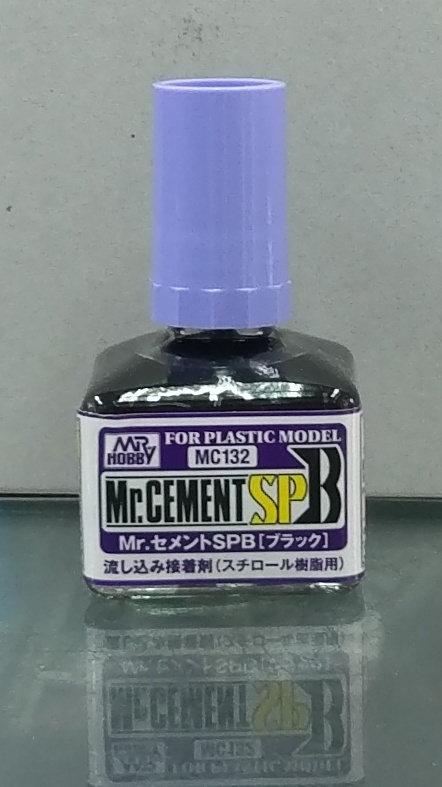 MR. HOBBY
FOR PLASTIC MODEL
MC132
Mr.CEMENT SPB
Mr.セメントSPB[ブラック]
流し込み接着剤(スチロール樹脂用)